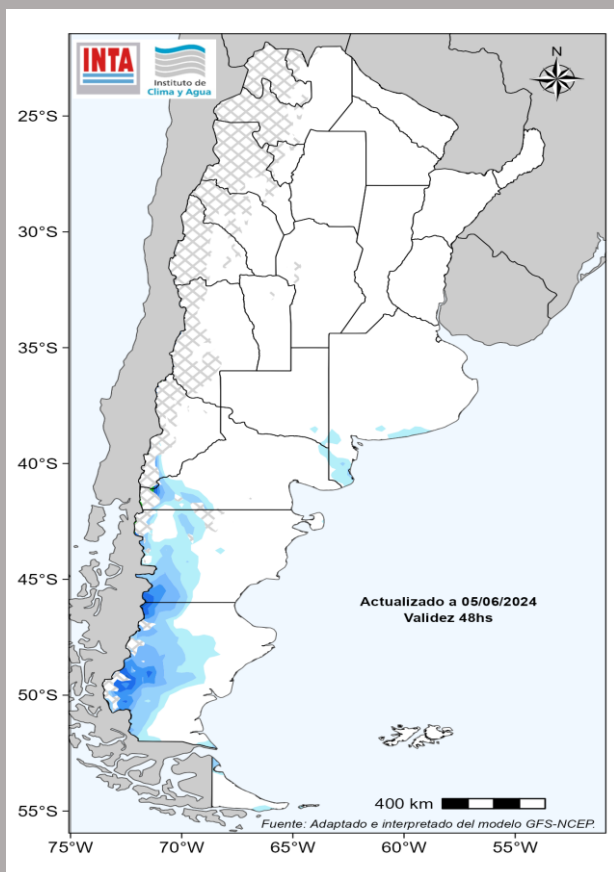 INTA
Instituto de
Clima y Agua
N
25°S
30°S
35°S
40°S
45°S
50°S
55°S
Actualizado a 05/06/2024
Validez 48hs
400 km
Fuente: Adaptado e interpretado del modelo GFS-NCEP.
75°W
70°W
65°W
60°W
55°W